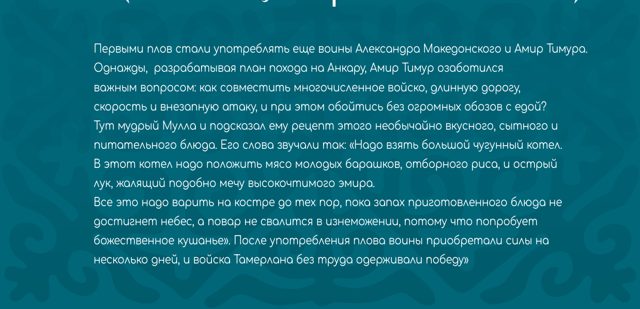 Первыми плов стали употреблять еще воины Александра Македонского и Амир Тимура.
Однажды, разрабатывая план похода на Анкару, Амир Тимур озаботился
важным вопросом: как совместить многочисленное войско, длинную дорогу,
скорость и внезапную атаку, и при этом обойтись без огромных обозов с едой?
Тут мудрый Мулла и подсказал ему рецепт этого необычайно вкусного, сытного и
питательного блюда. Его слова звучали так: «Надо взять большой чугунный котел.
В этот котел надо положить мясо молодых барашков, отборного риса, и острый
лук, жалящий подобно мечу высокочтимого эмира.
Все это надо варить на костре до тех пор, пока запах приготовленного блюда не
достигнет небес, а повар не свалится в изнеможении, потому что попробует
божественное кушанье». После употребления плова воины приобретали силы на
несколько дней, и войска Тамерлана без труда одерживали победу»